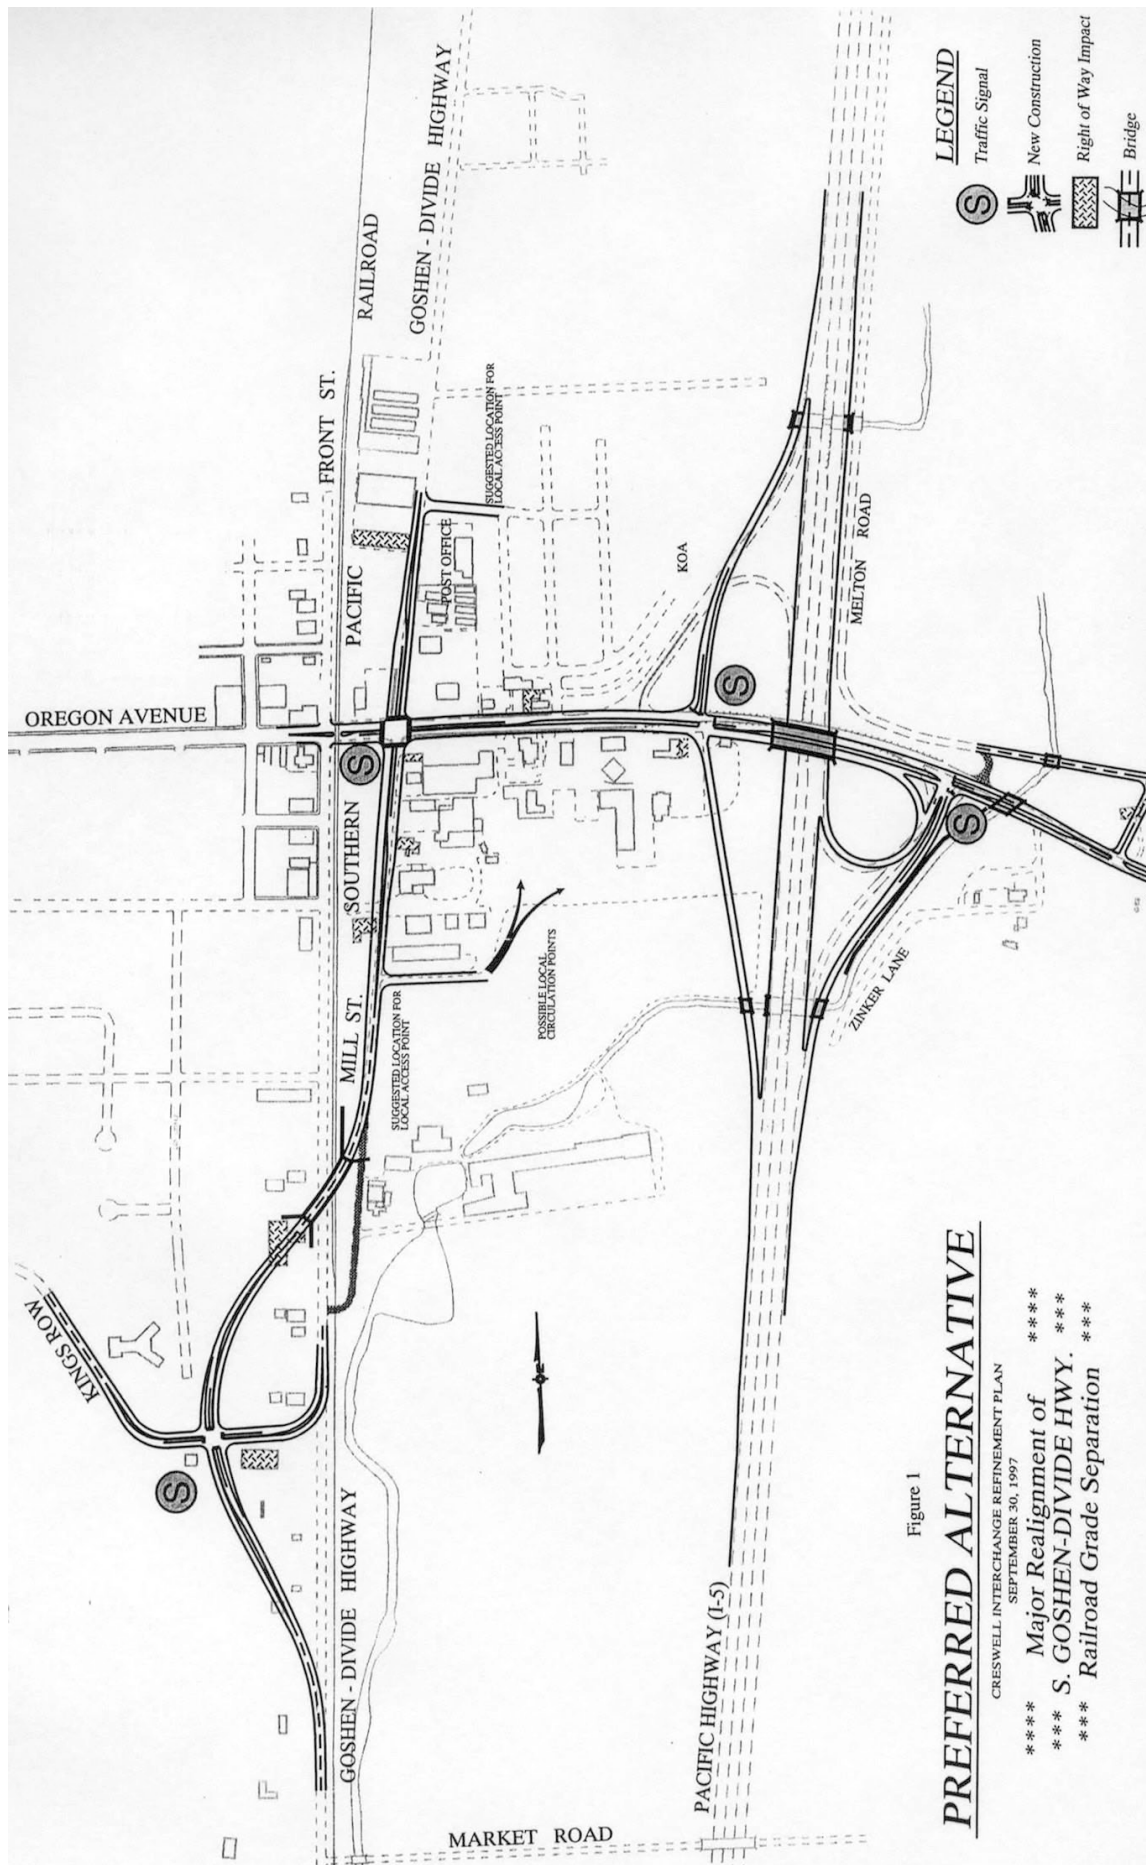 LEGEND
Traffic Signal
New Construction
Right of Way Impact
Bridge
S
S
S
S
S
OREGON AVENUE
FRONT ST.
RAILROAD
PACIFIC
SOUTHERN
GOSHEN - DIVIDE HIGHWAY
SUGGESTED LOCATION FOR
LOCAL ACCESS POINT
POST OFFICE
KOA
MELTON ROAD
ZINKER LANE
MILL ST.
SUGGESTED LOCATION FOR
LOCAL ACCESS POINT
POSSIBLE LOCAL
CIRCULATION POINTS
KINGS ROW
GOSHEN - DIVIDE HIGHWAY
PACIFIC HIGHWAY (I-5)
MARKET ROAD
Figure 1
PREFERRED ALTERNATIVE
CRESWELL INTERCHANGE REFINEMENT PLAN
SEPTEMBER 30, 1997
**** Major Realignment of ****
*** S. GOSHEN-DIVIDE HWY. ***
*** Railroad Grade Separation ***